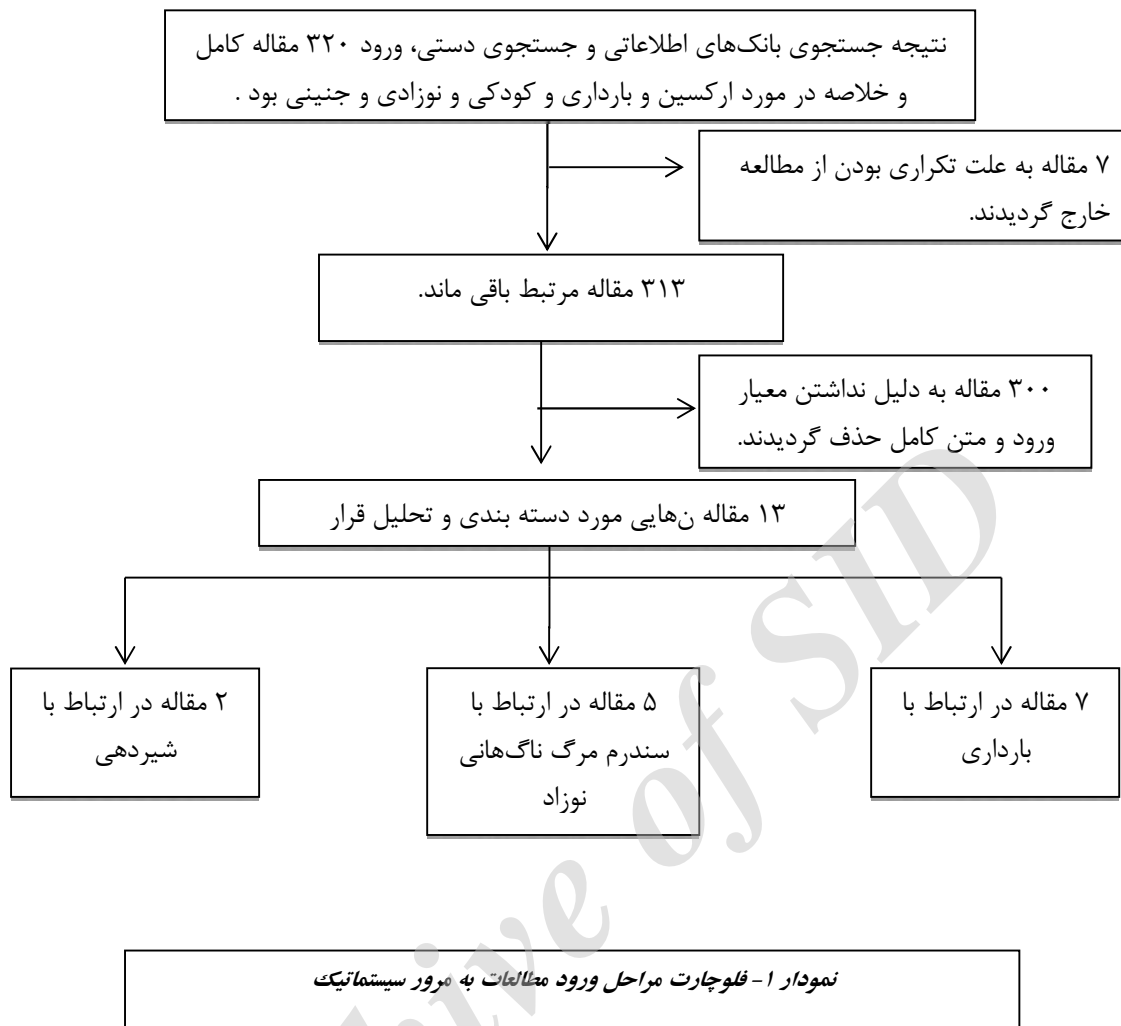 نتیجه جستجوی بانک‌های اطلاعاتی و جستجوی دستی، ورود ۳۲۰ مقاله کامل
و خلاصه در مورد ارکسین و بارداری و کودکی و نوزادی و جنینی بود .
۷ مقاله به علت تکراری بودن از مطالعه
خارج گردیدند.
۳۱۳ مقاله مرتبط باقی ماند.
۳۰۰ مقاله به دلیل نداشتن معیار
ورود و متن کامل حذف گردیدند.
۱۳ مقاله ن‌هایی مورد دسته بندی و تحلیل قرار
۷ مقاله در ارتباط با
بارداری
۵ مقاله در ارتباط با
سندرم مرگ ناگ‌هانی
نوزاد
۲ مقاله در ارتباط با
شیردهی
نمودار ۱- فلوچارت مراحل ورود مطالعات به مرور سیستماتیک
hive of SID